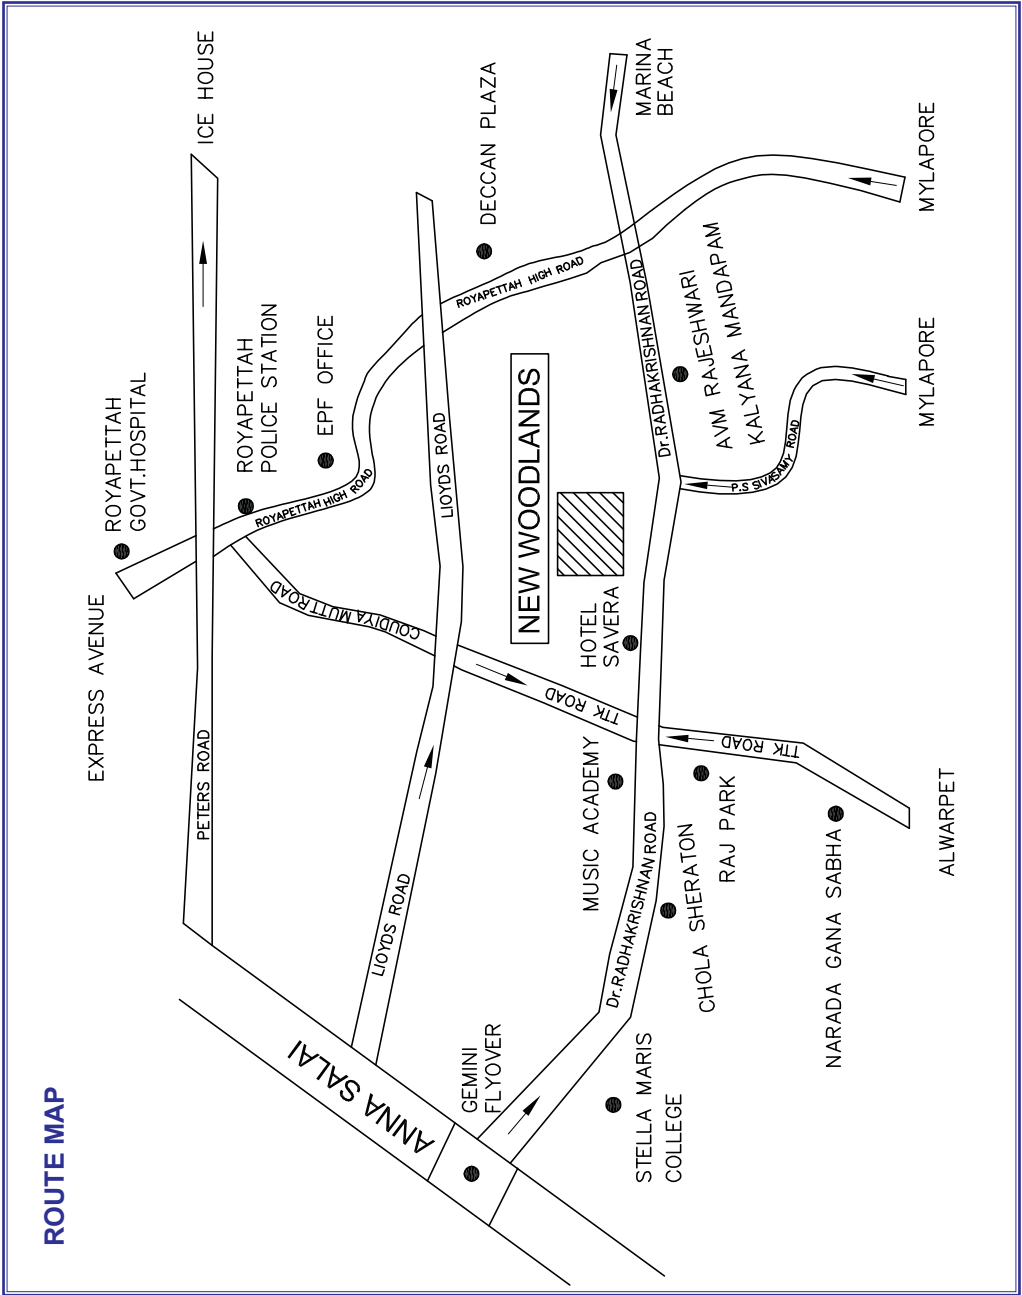 ROUTE MAP
EXPRESS AVENUE
ROYAPETTAH
GOVT.HOSPITAL
ICE HOUSE
PETERS ROAD
ROYAPETTAH
POLICE STATION
EPF OFFICE
ROYAPETTAH HIGH ROAD
COUDIYA MUTT ROAD
ANNA SALAI
LIOYDS ROAD
LIOYDS ROAD
DECCAN PLAZA
ROYAPETTAH HIGH ROAD
GEMINI
FLYOVER
NEW WOODLANDS
TTK ROAD
HOTEL
SAVERA
MUSIC ACADEMY
MARINA
BEACH
Dr.RADHAKRISHNAN ROAD
Dr.RADHAKRISHNAN ROAD
STELLA MARIS
COLLEGE
CHOLA SHERATON
RAJ PARK
TTK ROAD
AVM RAJESHWARI
KALYANA MANDAPAM
P.S SIVASAMY ROAD
NARADA GANA SABHA
ALWARPET
MYLAPORE
MYLAPORE